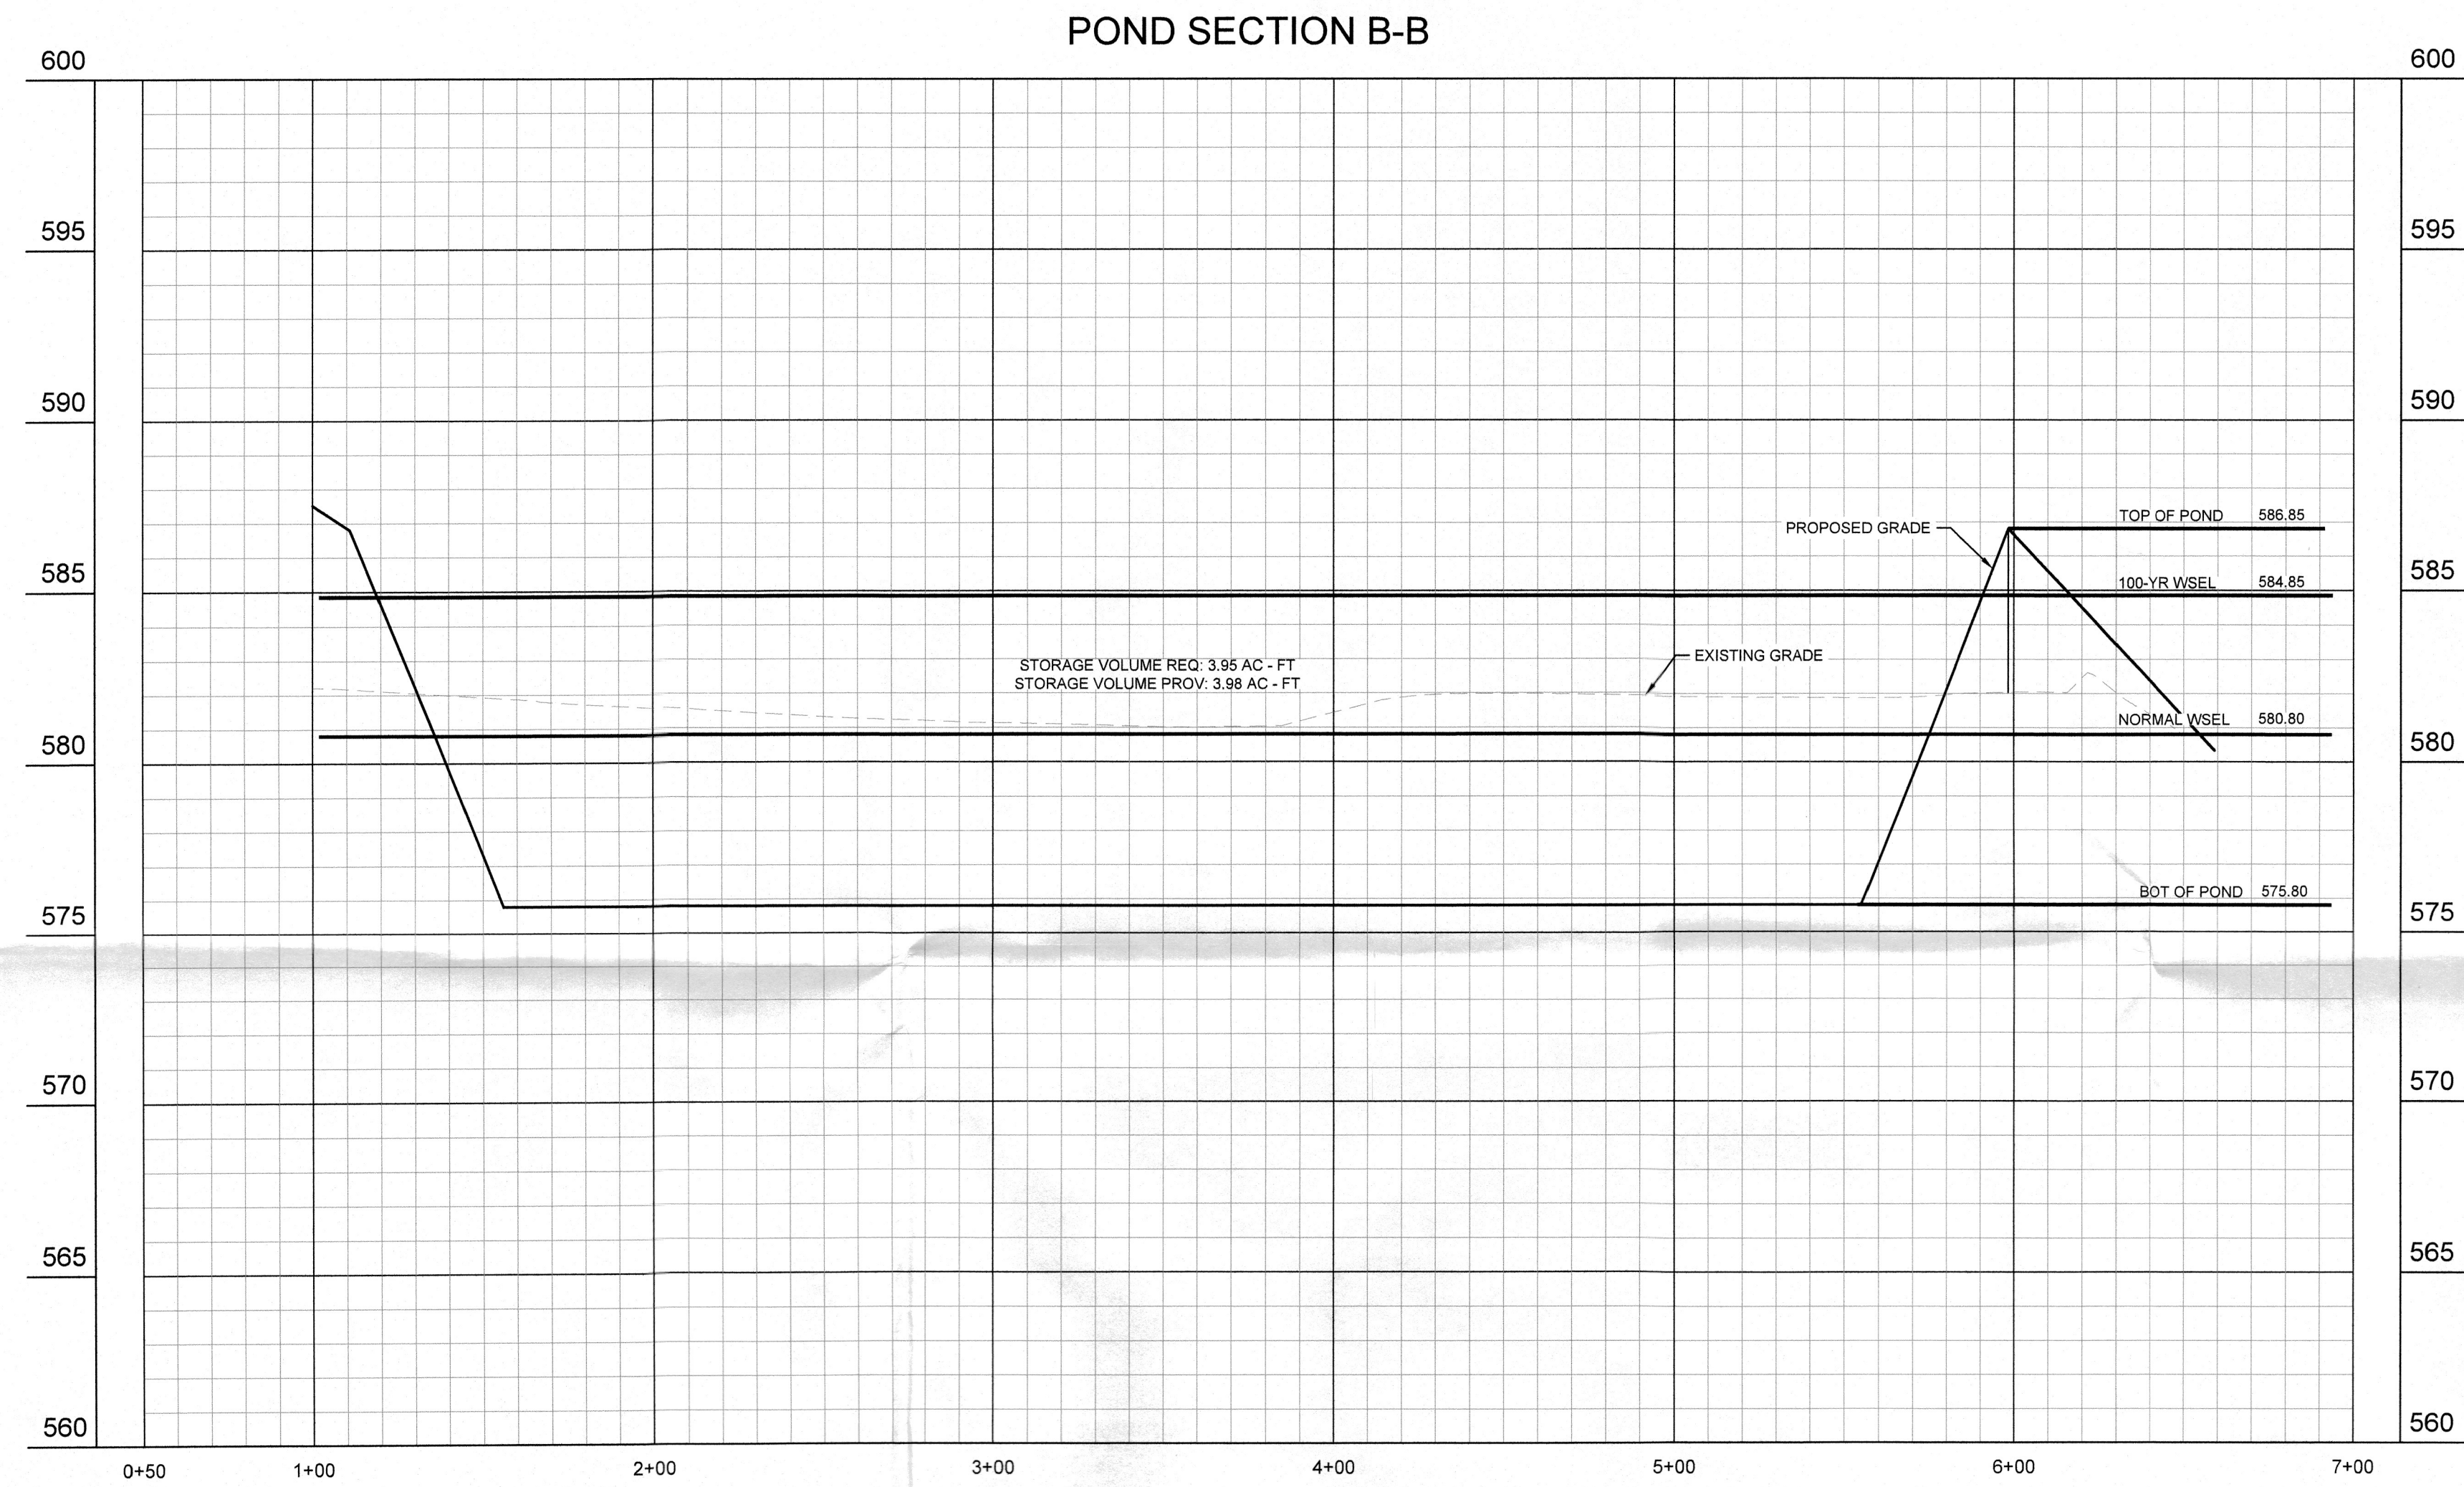 POND SECTION B-B
600 600
595 595
590 590
TOP OF POND 586.85
PROPOSED GRADE
585 585
100-YR WSEL 584.85
EXISTING GRADE
STORAGE VOLUME REQ: 3.95 AC - FT
STORAGE VOLUME PROV: 3.98 AC - FT
NORMAL WSEL 580.80
580 580
BOT OF POND 575.80
575 575
570 570
565 565
560 560
0+50 1+00 2+00 3+00 4+00 5+00 6+00 7+00